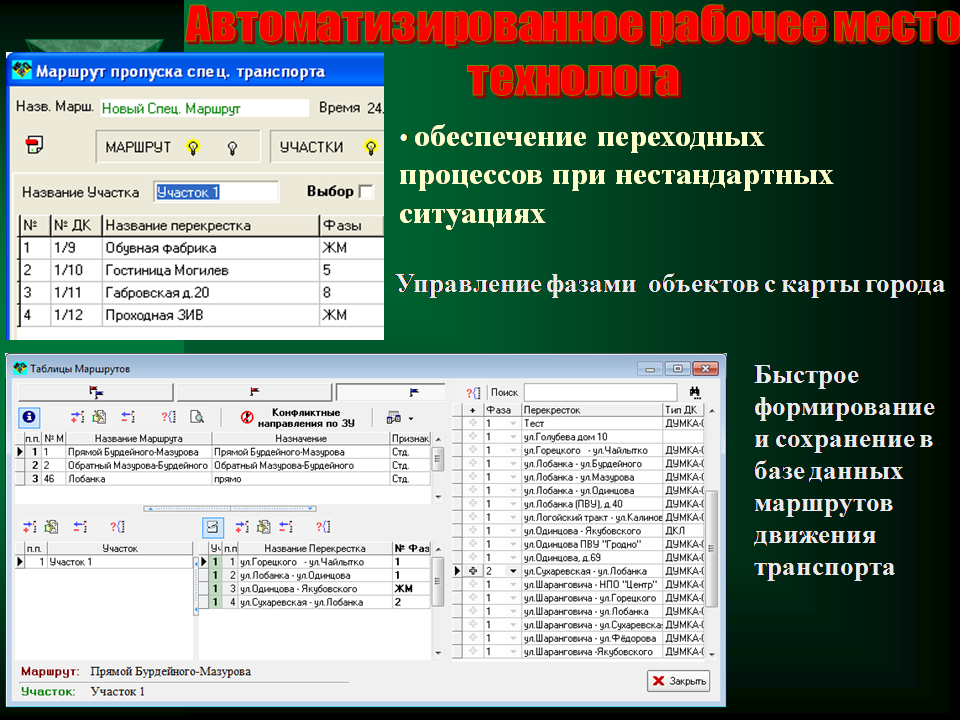 Автоматизированное рабочее место
технолога
Маршрут пропуска спец. транспорта
Назв. Марш. Новый Спец. Маршрут Время 24.
МАРШРУТ УЧАСТКИ
Название Участка Участок 1 Выбор
№ № ДК Название перекрестка Фазы
1 1/9 Обувная фабрика ЖМ
2 1/10 Гостиница Могилев 5
3 1/11 Габровская д.20 8
4 1/12 Проходная ЗИВ ЖМ
• обеспечение переходных
процессов при нестандартных
ситуациях
Управление фазами объектов с карты города
Таблицы Маршрутов
Конфликтные
направления по ЗУ
п.п. № М Название Маршрута Назначение Признак
1 1 Прямой Бурдейного-Мазурова Прямой Бурдейного-Мазурова Стд.
2 2 Обратный Мазурова-Бурдейного Обратный Мазурова-Бурдейного Стд.
3 46 Лобанка прямо Стд.
п.п. Участок
1 Участок 1
Уч п.п Название Перекрестка № Фаз
1 1 ул.Горецкого - ул.Чайлытко 1
1 2 ул.Лобанка - ул.Одинцова 1
1 3 ул.Одинцова - Якубовского ЖМ
1 4 ул.Сухаревская - ул.Лобанка 2
Поиск
+ Фаза Перекресток Тип ДК
1 Тест ДУМКА-
1 ул.Голубева дом 10
1 ул.Горецкого - ул.Чайлытко ДУМКА-
1 ул.Лобанка - ул.Бурдейного ДУМКА-
1 ул.Лобанка - ул.Мазурова ДУМКА-
1 ул.Лобанка - ул.Одинцова ДУМКА-
1 ул.Лобанка (ПВУ), д.40 ДУМКА-
1 ул.Логойский тракт - ул.Калинов ДУМКА-
1 ул.Одинцова - Якубовского ДКЛ
1 ул.Одинцова ПВУ "Гродно" ДУМКА-
1 ул.Одинцова, д.69 ДУМКА-
2 ул.Сухаревская - ул.Лобанка ДУМКА-
1 ул.Шаранговича - НПО "Центр" ДУМКА-
1 ул.Шаранговича - ул.Горецкого ДУМКА-
1 ул.Шаранговича - ул.Лобанка ДУМКА-
1 ул.Шаранговича - ул.Сухаревска ДУМКА-
1 ул.Шаранговича - ул.Фёдорова ДУМКА-
1 ул.Шаранговича -Якубовского ДУМКА-
Маршрут: Прямой Бурдейного-Мазурова
Участок: Участок 1
Закрыть
Быстрое
формирование
и сохранение в
базе данных
маршрутов
движения
транспорта